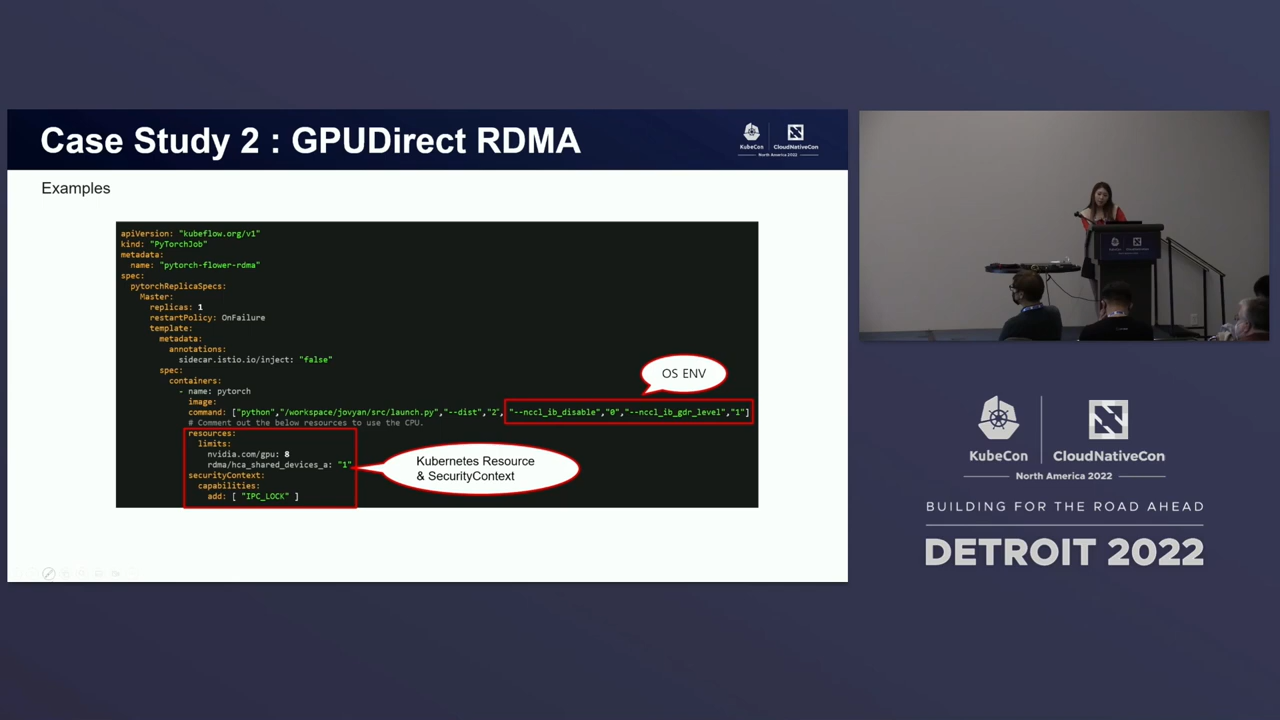 Case Study 2 : GPUDirect RDMA
KubeCon
CloudNativeCon
North America 2022
Examples
apiVersion: "kubeflow.org/v1"
kind: "PyTorchJob"
metadata:
name: "pytorch-flower-rdma"
spec:
pytorchReplicaSpecs:
Master:
replicas: 1
restartPolicy: OnFailure
template:
metadata:
annotations:
sidecar.istio.io/inject: "false"
spec:
containers:
- name: pytorch
image:
command: ["python","/workspace/jovyan/src/launch.py","--dist","2", "--nccl_ib_disable","0","--nccl_ib_gdr_level","1"]
# Comment out the below resources to use the CPU.
resources:
limits:
nvidia.com/gpu: 8
rdma/hca_shared_devices_a: "1"
securityContext:
capabilities:
add: [ "IPC_LOCK" ]
OS ENV
Kubernetes Resource
& SecurityContext
KubeCon
CloudNativeCon
North America 2022
BUILDING FOR THE ROAD AHEAD
DETROIT 2022